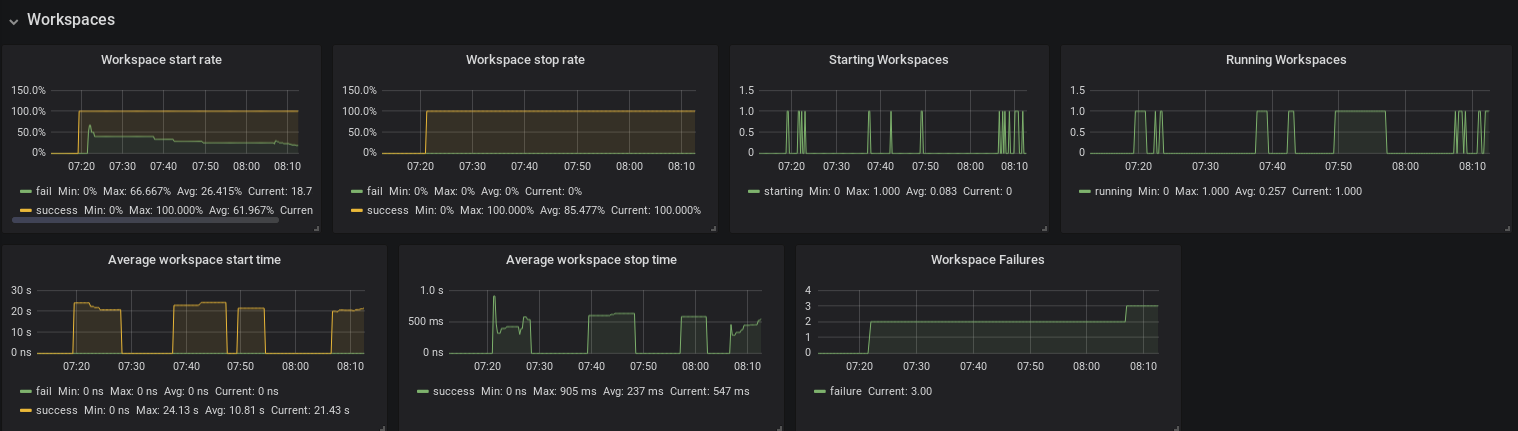 Workspaces
Workspace start rate
150.0%
100.0%
50.0%
0%
07:20 07:30 07:40 07:50 08:00 08:10
fail Min: 0% Max: 66.667% Avg: 26.415% Current: 18.7
success Min: 0% Max: 100.000% Avg: 61.967% Curren
Workspace stop rate
150.0%
100.0%
50.0%
0%
07:20 07:30 07:40 07:50 08:00 08:10
fail Min: 0% Max: 0% Avg: 0% Current: 0%
success Min: 0% Max: 100.000% Avg: 85.477% Current: 100.000%
Starting Workspaces
1.5
1.0
0.5
0
07:20 07:30 07:40 07:50 08:00 08:10
starting Min: 0 Max: 1.000 Avg: 0.083 Current: 0
Running Workspaces
1.5
1.0
0.5
0
07:20 07:30 07:40 07:50 08:00 08:10
running Min: 0 Max: 1.000 Avg: 0.257 Current: 1.000
Average workspace start time
30 s
20 s
10 s
0 ns
07:20 07:30 07:40 07:50 08:00 08:10
fail Min: 0 ns Max: 0 ns Avg: 0 ns Current: 0 ns
success Min: 0 ns Max: 24.13 s Avg: 10.81 s Current: 21.43 s
Average workspace stop time
1.0 s
500 ms
0 ns
07:20 07:30 07:40 07:50 08:00 08:10
success Min: 0 ns Max: 905 ms Avg: 237 ms Current: 547 ms
Workspace Failures
4
3
2
1
0
07:20 07:30 07:40 07:50 08:00 08:10
failure Current: 3.00